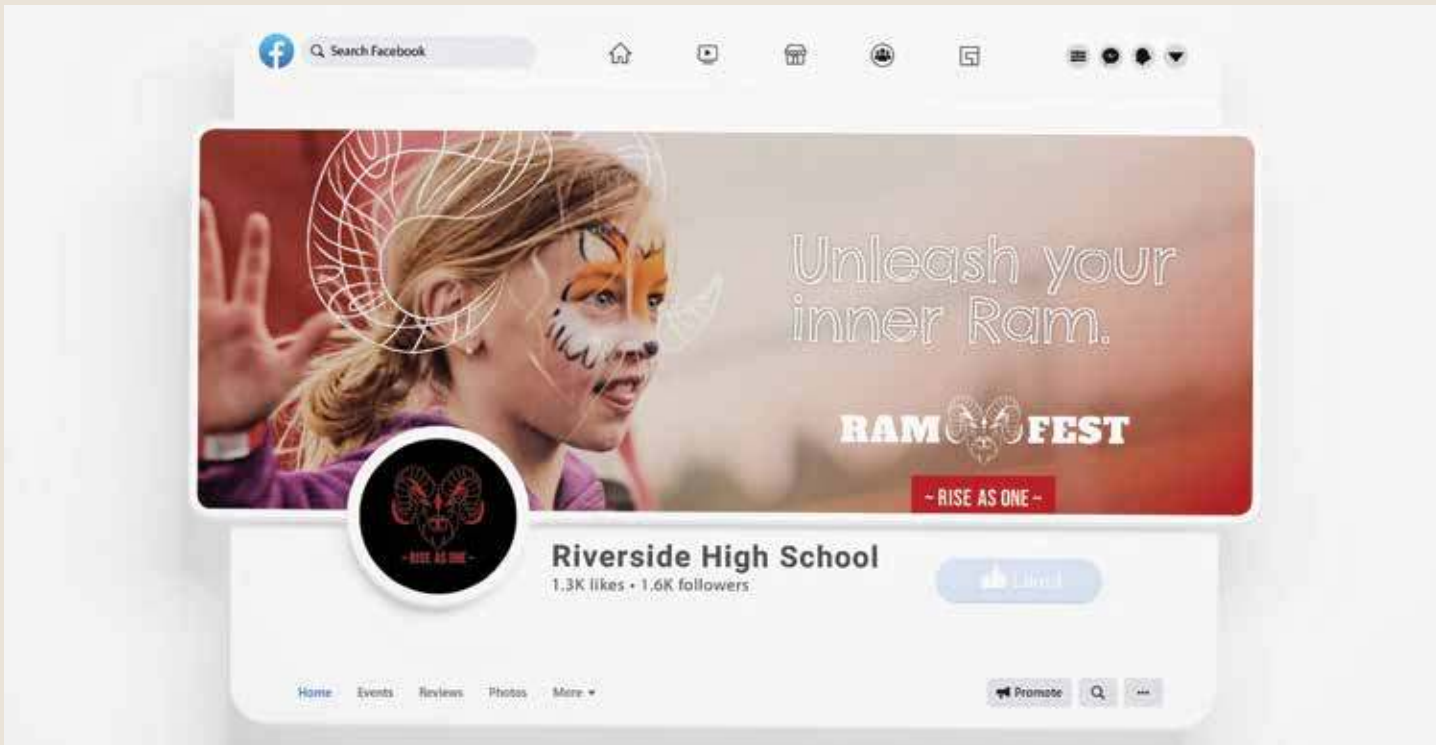 Search Facebook
Unleash your
inner Ram.
RAM FEST
~ RISE AS ONE ~
~ RISE AS ONE ~
Riverside High School
1.3K likes • 1.6K followers
Liked
Home Events Reviews Photos More
Promote